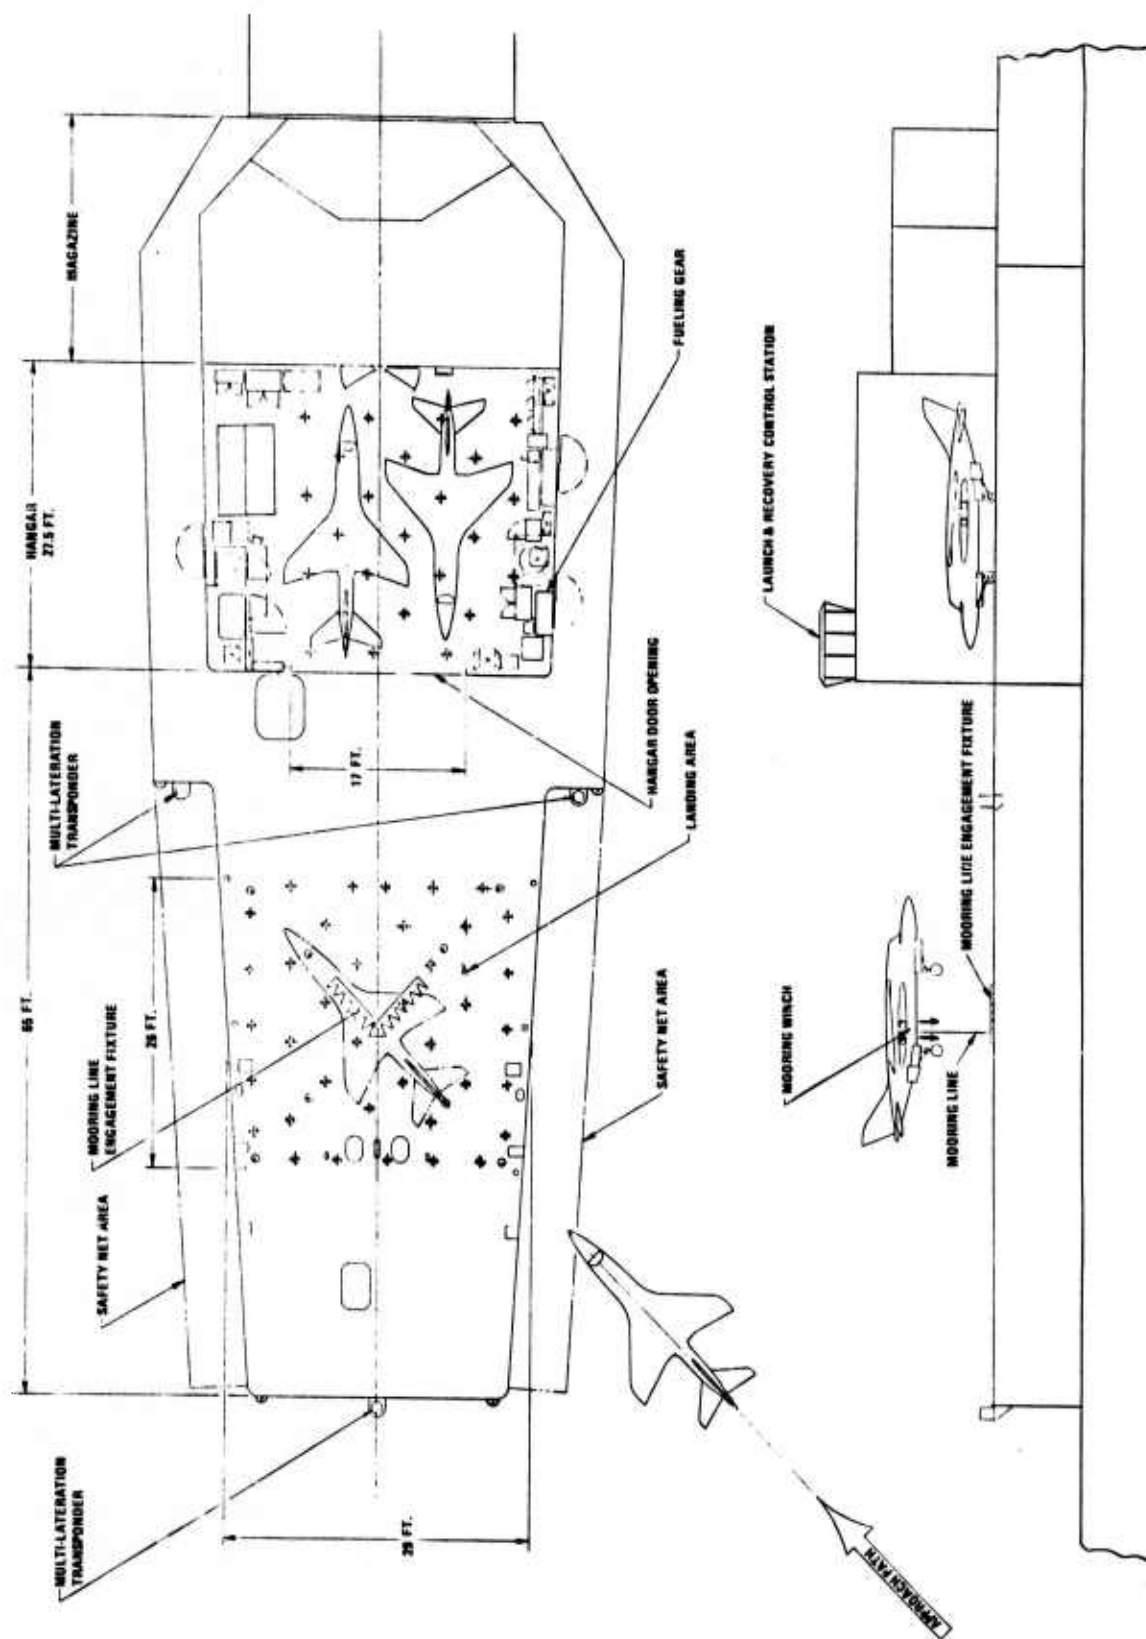 MULTI-LATERATION
TRANSPONDER
SAFETY NET AREA
MOORING LINE
ENGAGEMENT FIXTURE
65 FT.
26 FT.
MULTI-LATERATION
TRANSPONDER
HANGAR
27.5 FT.
MAGAZINE
29 FT.
17 FT.
APPROACH PATH
SAFETY NET AREA
LANDING AREA
HANGAR DOOR OPENING
FUELING GEAR
MOORING LINE
MOORING WINCH
MOORING LINE ENGAGEMENT FIXTURE
LAUNCH & RECOVERY CONTROL STATION